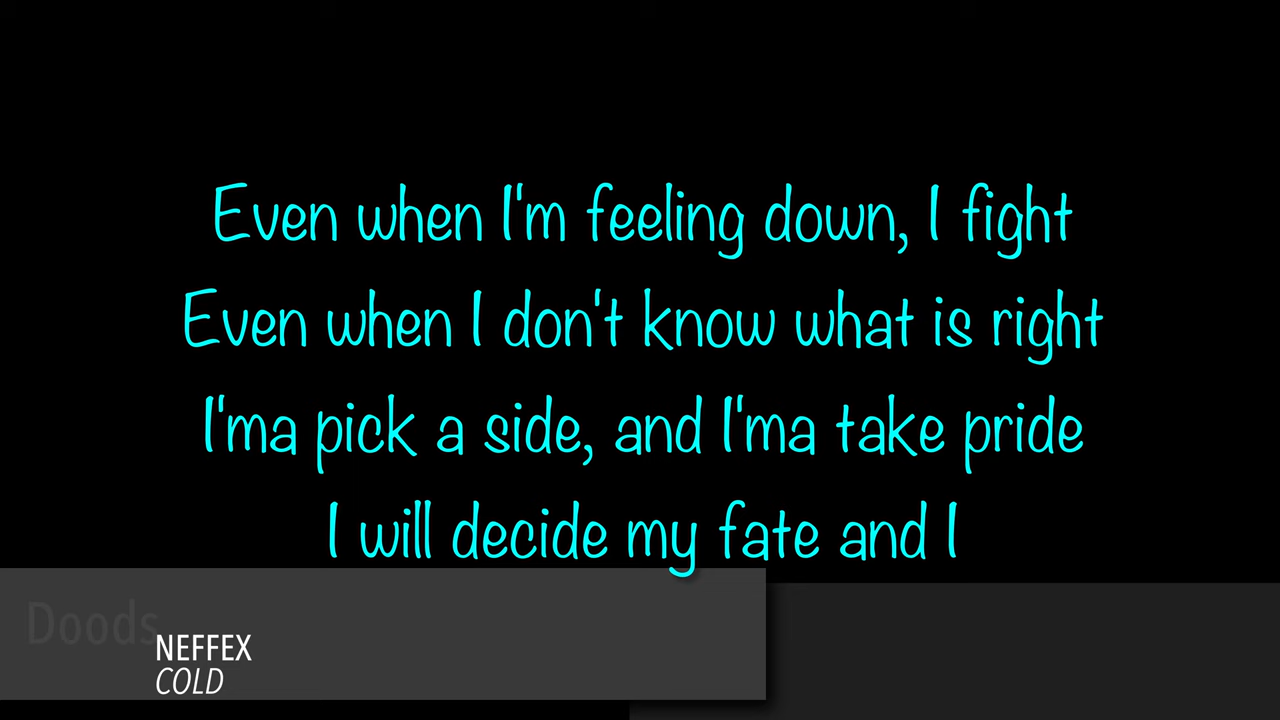 Even when I'm feeling down, I fight
Even when I don't know what is right
I'ma pick a side, and I'ma take pride
I will decide my fate and I
Doods
NEFFEX
COLD